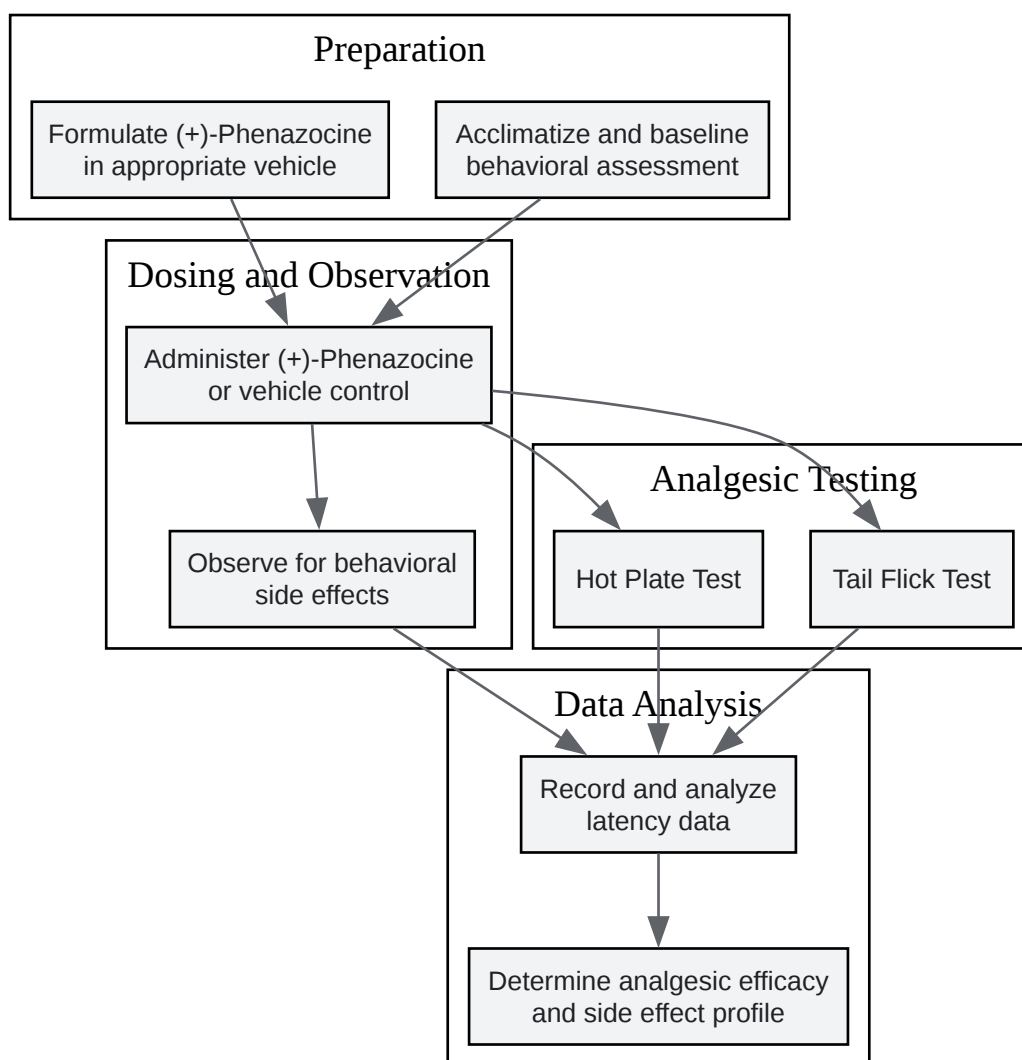 Preparation
Formulate (+)-Phenazocine
in appropriate vehicle
Acclimatize and baseline
behavioral assessment
Dosing and Observation
Administer (+)-Phenazocine
or vehicle control
Observe for behavioral
side effects
Analgesic Testing
Hot Plate Test
Tail Flick Test
Data Analysis
Record and analyze
latency data
Determine analgesic efficacy
and side effect profile